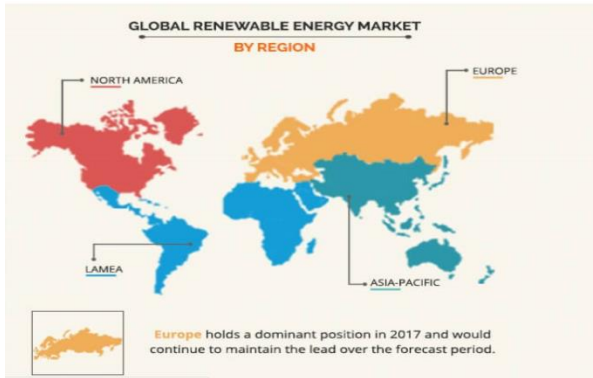 GLOBAL RENEWABLE ENERGY MARKET
BY REGION
NORTH AMERICA
EUROPE
LAMEA
ASIA-PACIFIC
Europe holds a dominant position in 2017 and would
continue to maintain the lead over the forecast period.